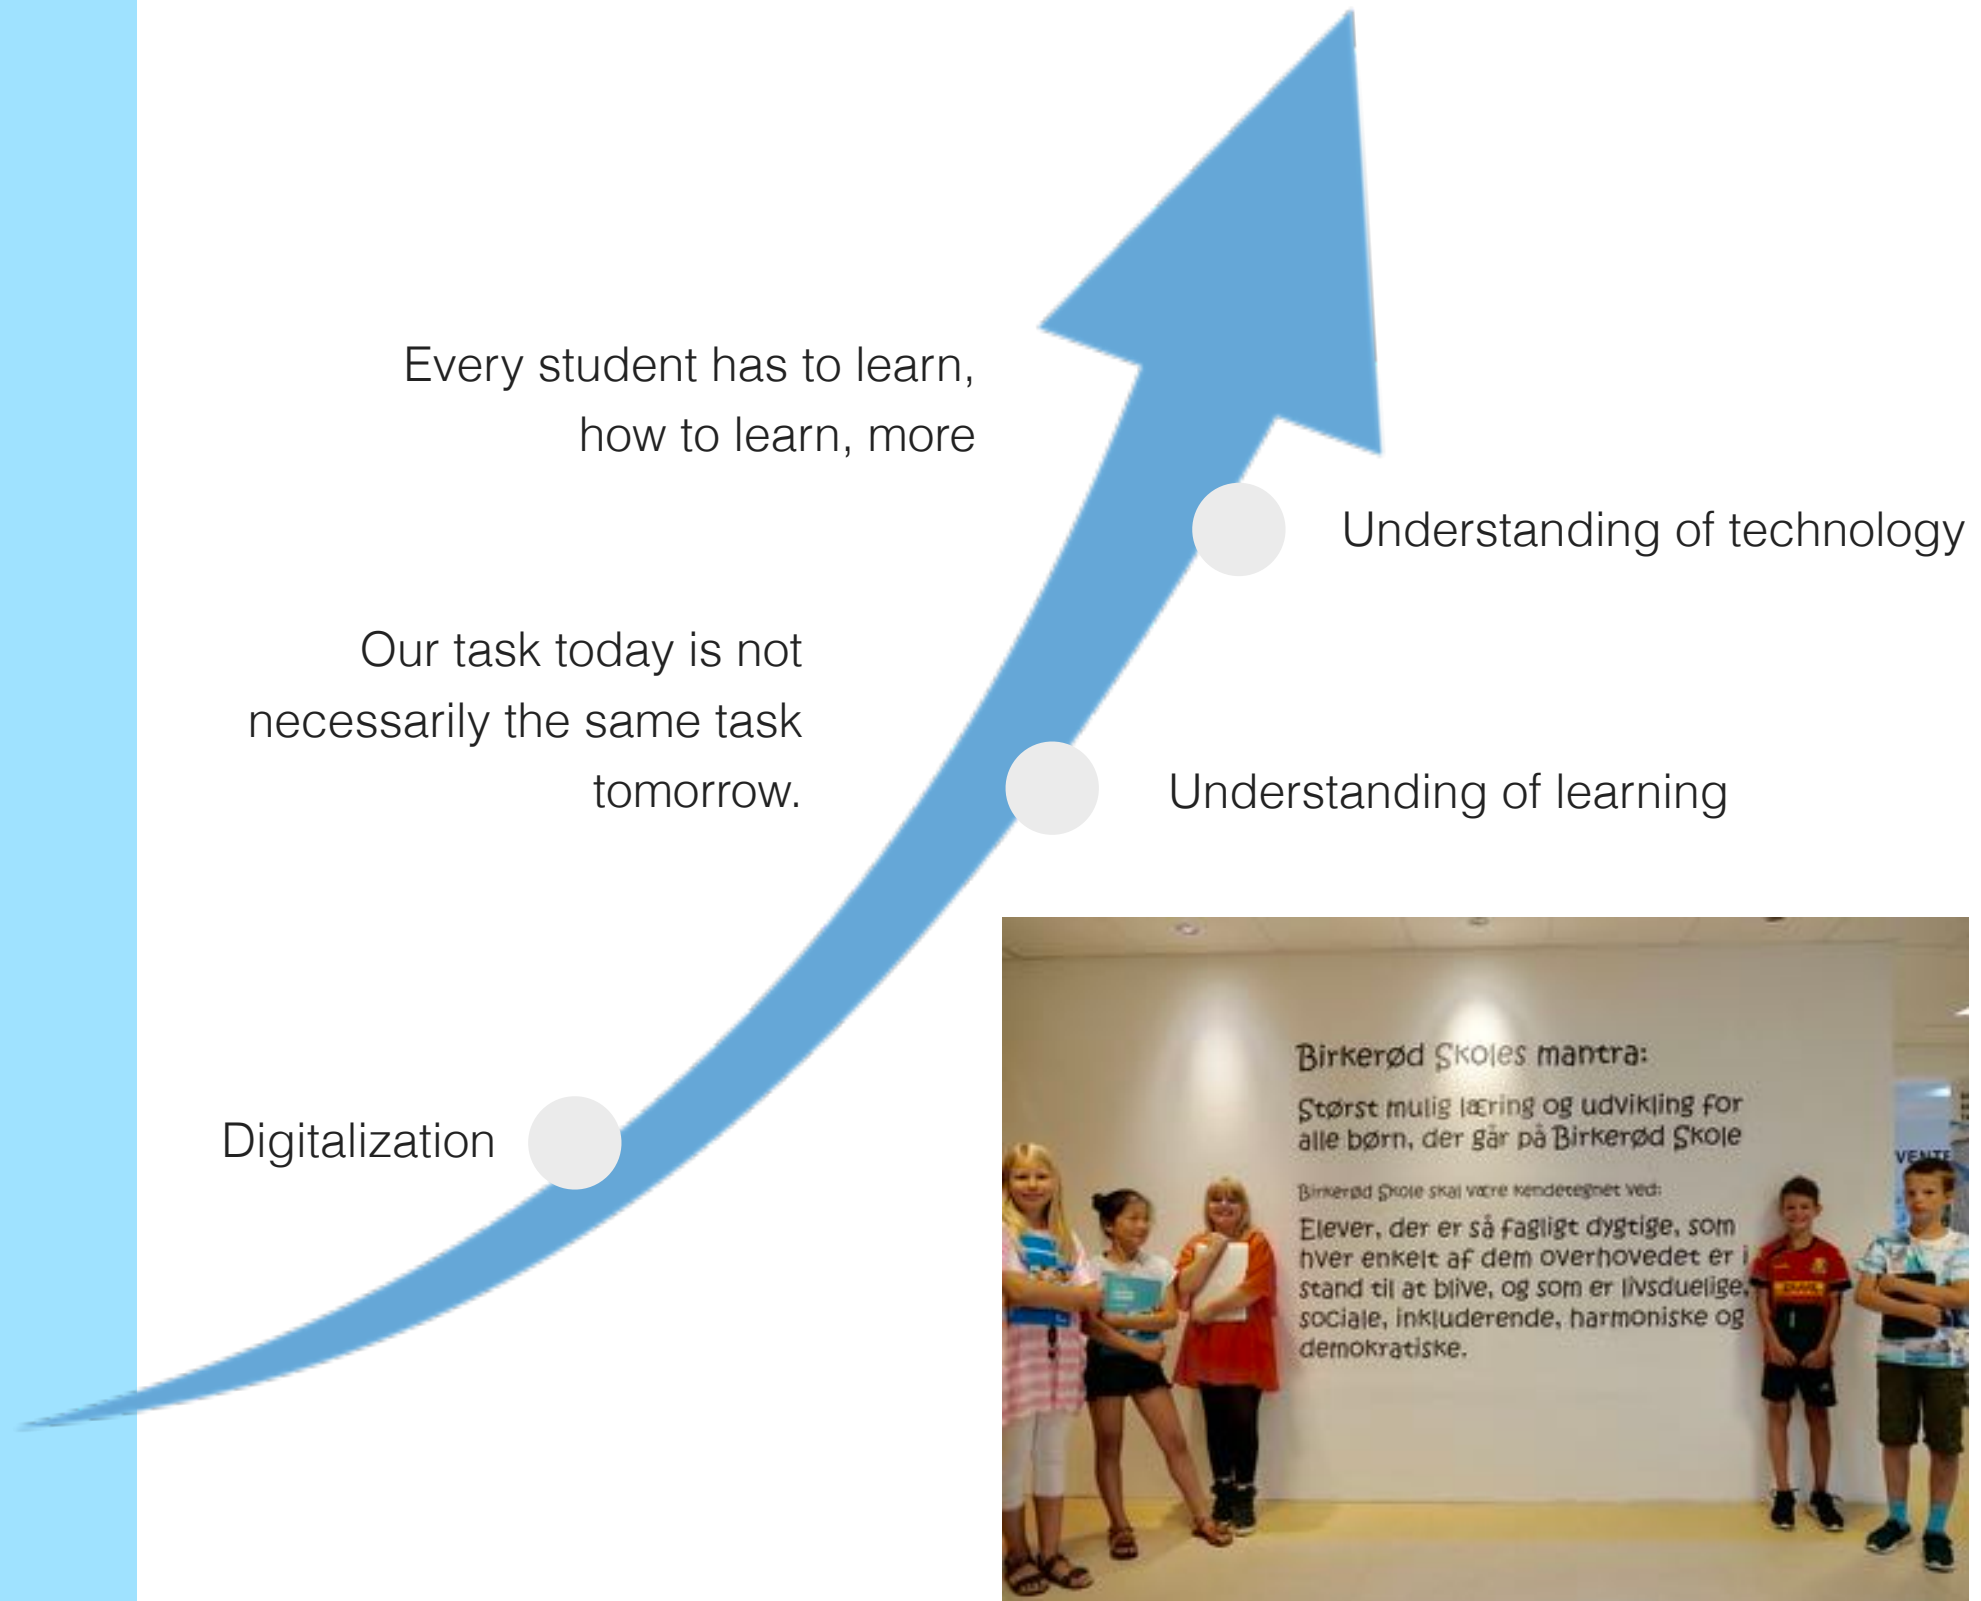 Every student has to learn,
how to learn, more
Understanding of technology
Our task today is not
necessarily the same task
tomorrow.
Understanding of learning
Digitalization
Birkerød Skoles mantra:
Størst mulig læring og udvikling for
alle børn, der går på Birkerød Skole
Birkerød Skole skal være kendetegnet ved:
Elever, der er så fagligt dygtige, som
hver enkelt af dem overhovedet er i
stand til at blive, og som er livsduelige,
sociale, inkluderende, harmoniske og
demokratiske.